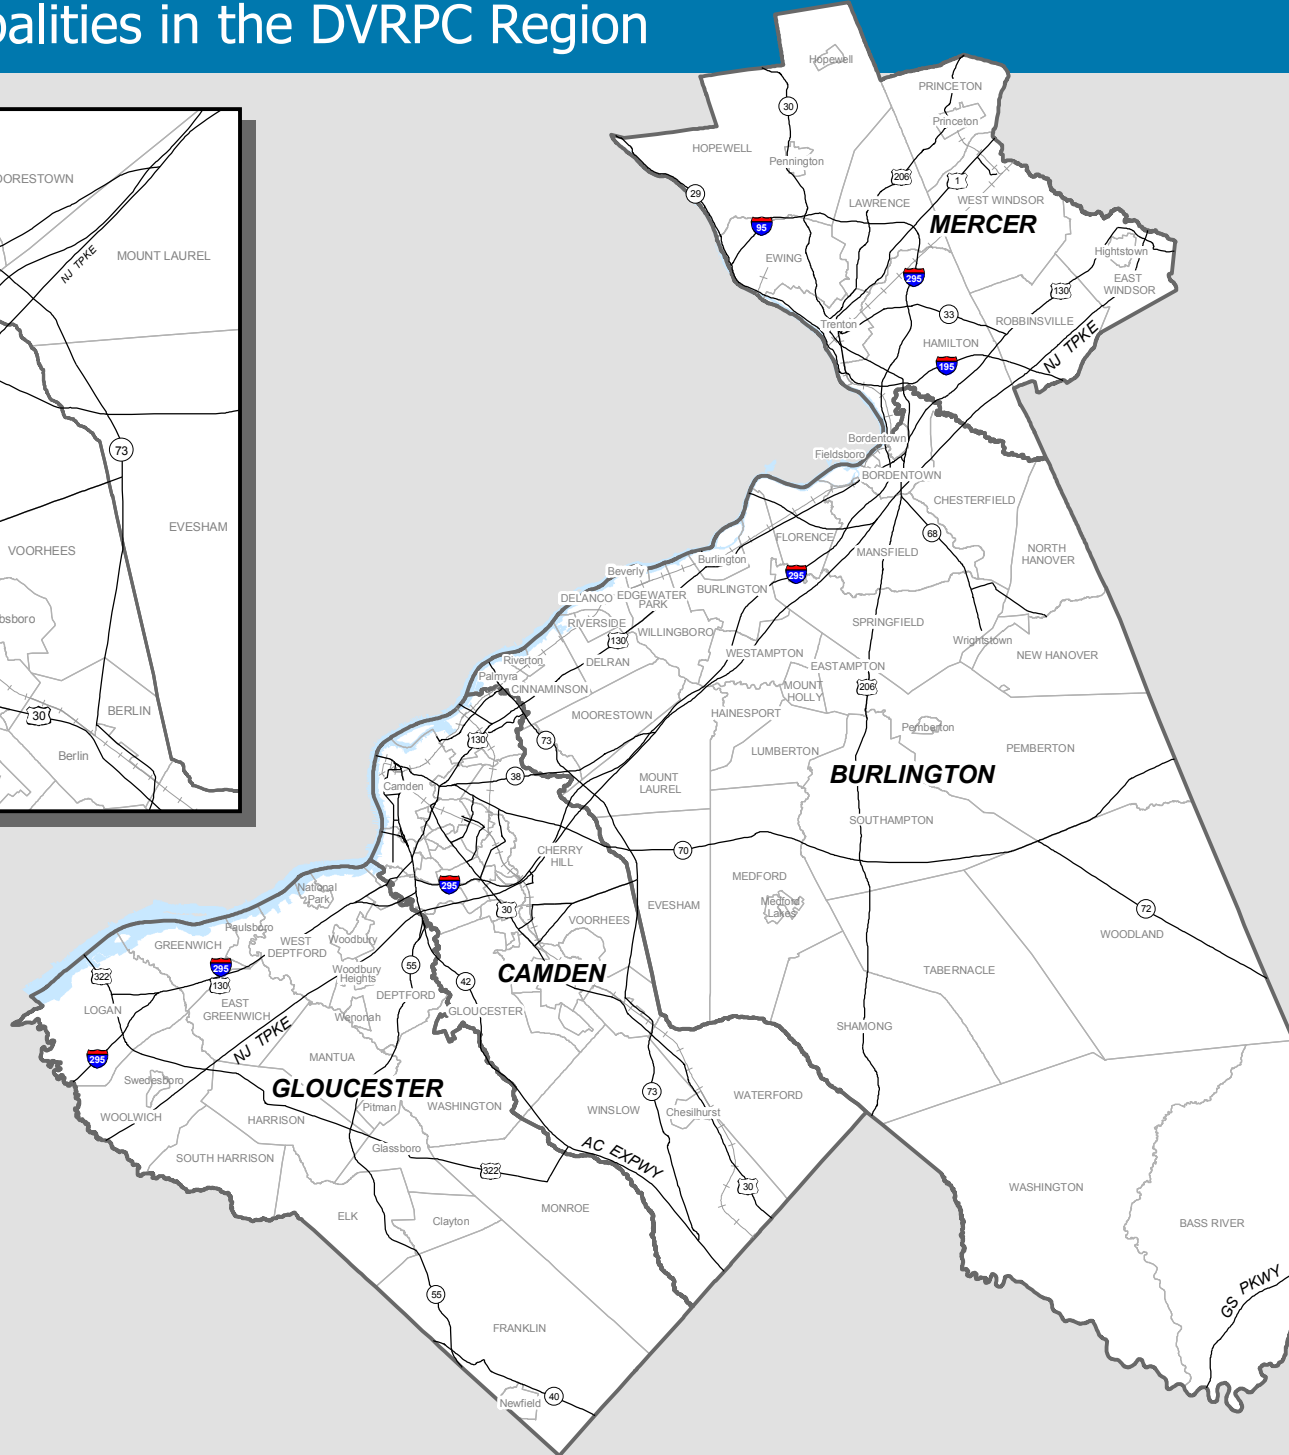 palities in the DVRPC Region
Hopewell
PRINCETON
30
Princeton
HOPEWELL
Pennington
206
1
29
LAWRENCE
WEST WINDSOR
95
MERCER
Hightstown
EWING
295
EAST
WINDSOR
130
33
ROBBINSVILLE
Trenton
HAMILTON
NJ TPKE
195
ORESTOWN
MOUNT LAUREL
NJ TPKE
73
EVESHAM
VOORHEES
bsboro
BERLIN
30
Berlin
Bordentown
Fieldsboro
BORDENTOWN
CHESTERFIELD
68
FLORENCE
MANSFIELD
NORTH
HANOVER
Burlington
295
Beverly
BURLINGTON
DELANCO
EDGEWATER
PARK
RIVERSIDE
SPRINGFIELD
WILLINGBORO
130
Wrightstown
WESTAMPTON
NEW HANOVER
Riverton
DELRAN
EASTAMPTON
Palmyra
CINNAMINSON
MOUNT
HOLLY
206
MOORESTOWN
HAINESPORT
Pemberton
130
73
LUMBERTON
PEMBERTON
38
MOUNT
LAUREL
BURLINGTON
Camden
SOUTHAMPTON
CHERRY
HILL
70
295
MEDFORD
National
Park
Medford
Lakes
30
EVESHAM
72
VOORHEES
Paulsboro
WOODLAND
GREENWICH
WEST
DEPTFORD
Woodbury
295
55
CAMDEN
TABERNACLE
322
130
Woodbury
Heights
42
DEPTFORD
LOGAN
EAST
GREENWICH
GLOUCESTER
Wenonah
SHAMONG
NJ TPKE
295
MANTUA
Swedesboro
GLOUCESTER
73
WATERFORD
Pitman
WASHINGTON
WINSLOW
Chesilhurst
WOOLWICH
HARRISON
Glassboro
AC EXPWY
SOUTH HARRISON
322
30
WASHINGTON
MONROE
ELK
Clayton
BASS RIVER
55
GS PKWY
FRANKLIN
40
Newfield